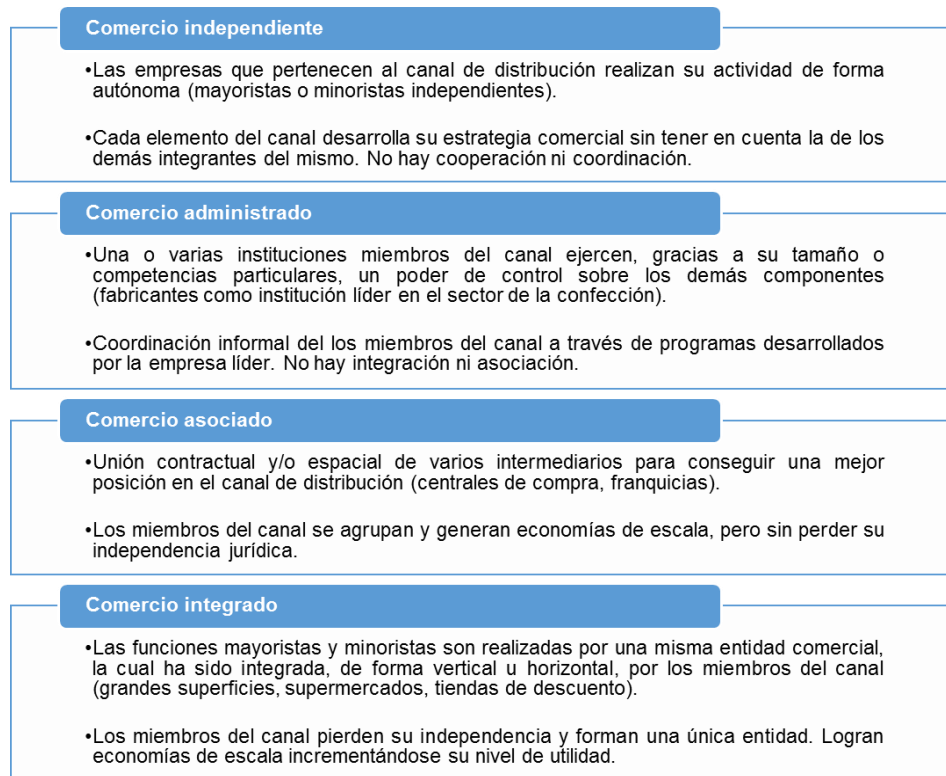 Comercio independiente
•Las empresas que pertenecen al canal de distribución realizan su actividad de forma
autónoma (mayoristas o minoristas independientes).
•Cada elemento del canal desarrolla su estrategia comercial sin tener en cuenta la de los
demás integrantes del mismo. No hay cooperación ni coordinación.
Comercio administrado
•Una o varias instituciones miembros del canal ejercen, gracias a su tamaño o
competencias particulares, un poder de control sobre los demás componentes
(fabricantes como institución líder en el sector de la confección).
•Coordinación informal del los miembros del canal a través de programas desarrollados
por la empresa líder. No hay integración ni asociación.
Comercio asociado
•Unión contractual y/o espacial de varios intermediarios para conseguir una mejor
posición en el canal de distribución (centrales de compra, franquicias).
•Los miembros del canal se agrupan y generan economías de escala, pero sin perder su
independencia jurídica.
Comercio integrado
•Las funciones mayoristas y minoristas son realizadas por una misma entidad comercial,
la cual ha sido integrada, de forma vertical u horizontal, por los miembros del canal
(grandes superficies, supermercados, tiendas de descuento).
•Los miembros del canal pierden su independencia y forman una única entidad. Logran
economías de escala incrementándose su nivel de utilidad.